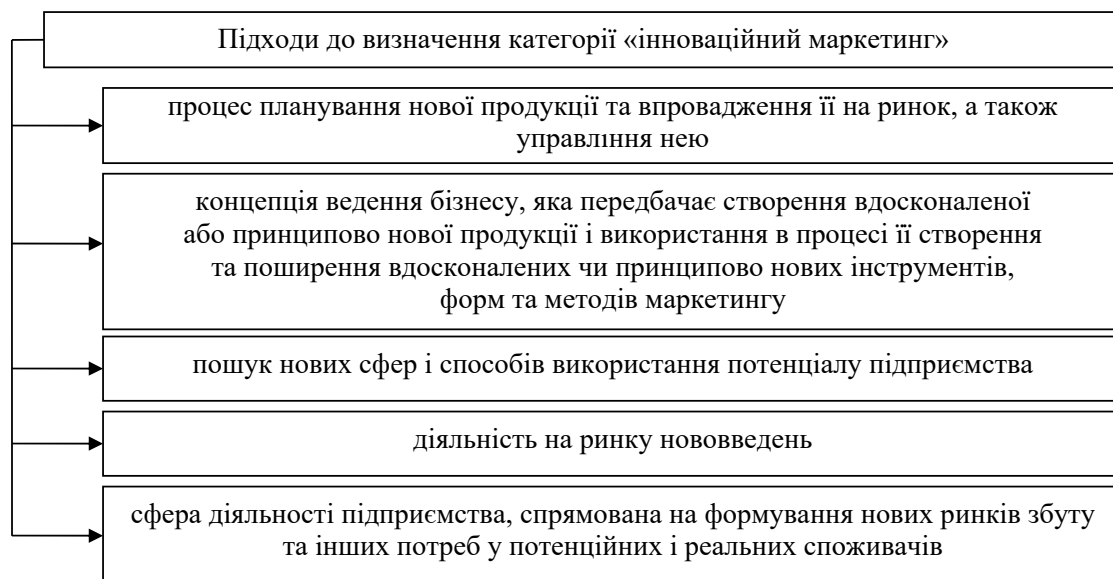 Підходи до визначення категорії «інноваційний маркетинг»
процес планування нової продукції та впровадження її на ринок, а також
управління нею
концепція ведення бізнесу, яка передбачає створення вдосконаленої
або принципово нової продукції і використання в процесі її створення
та поширення вдосконалених чи принципово нових інструментів,
форм та методів маркетингу
пошук нових сфер і способів використання потенціалу підприємства
діяльність на ринку нововведень
сфера діяльності підприємства, спрямована на формування нових ринків збуту
та інших потреб у потенційних і реальних споживачів